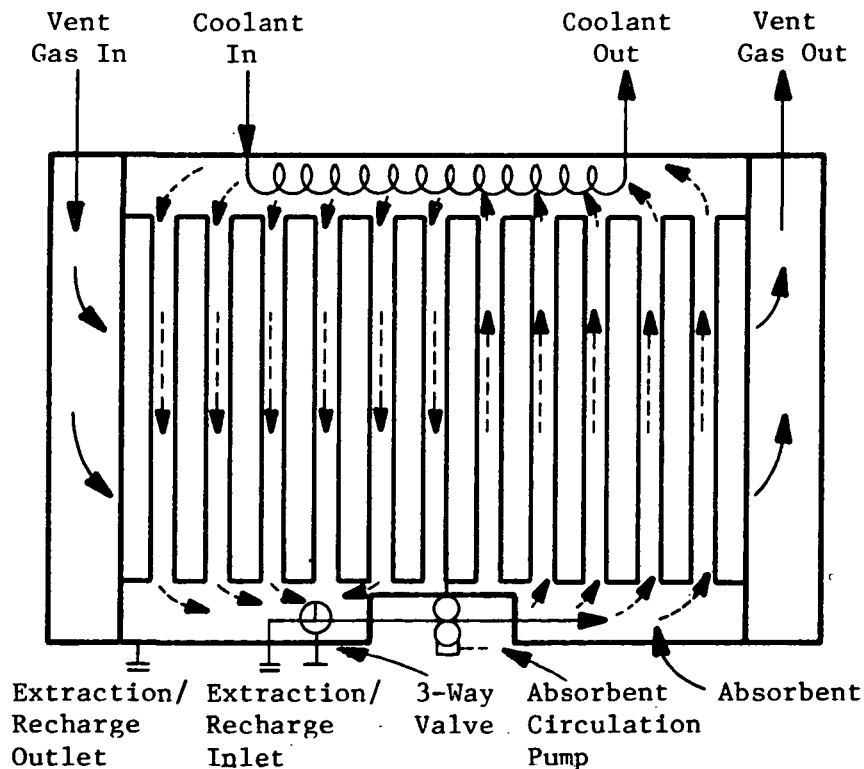 Vent
Gas In
Coolant
In
Coolant
Out
Vent
Gas Out
Extraction/
Recharge
Outlet
Extraction/
Recharge
Inlet
3-Way
Valve
Absorbent
Circulation
Pump
Absorbent